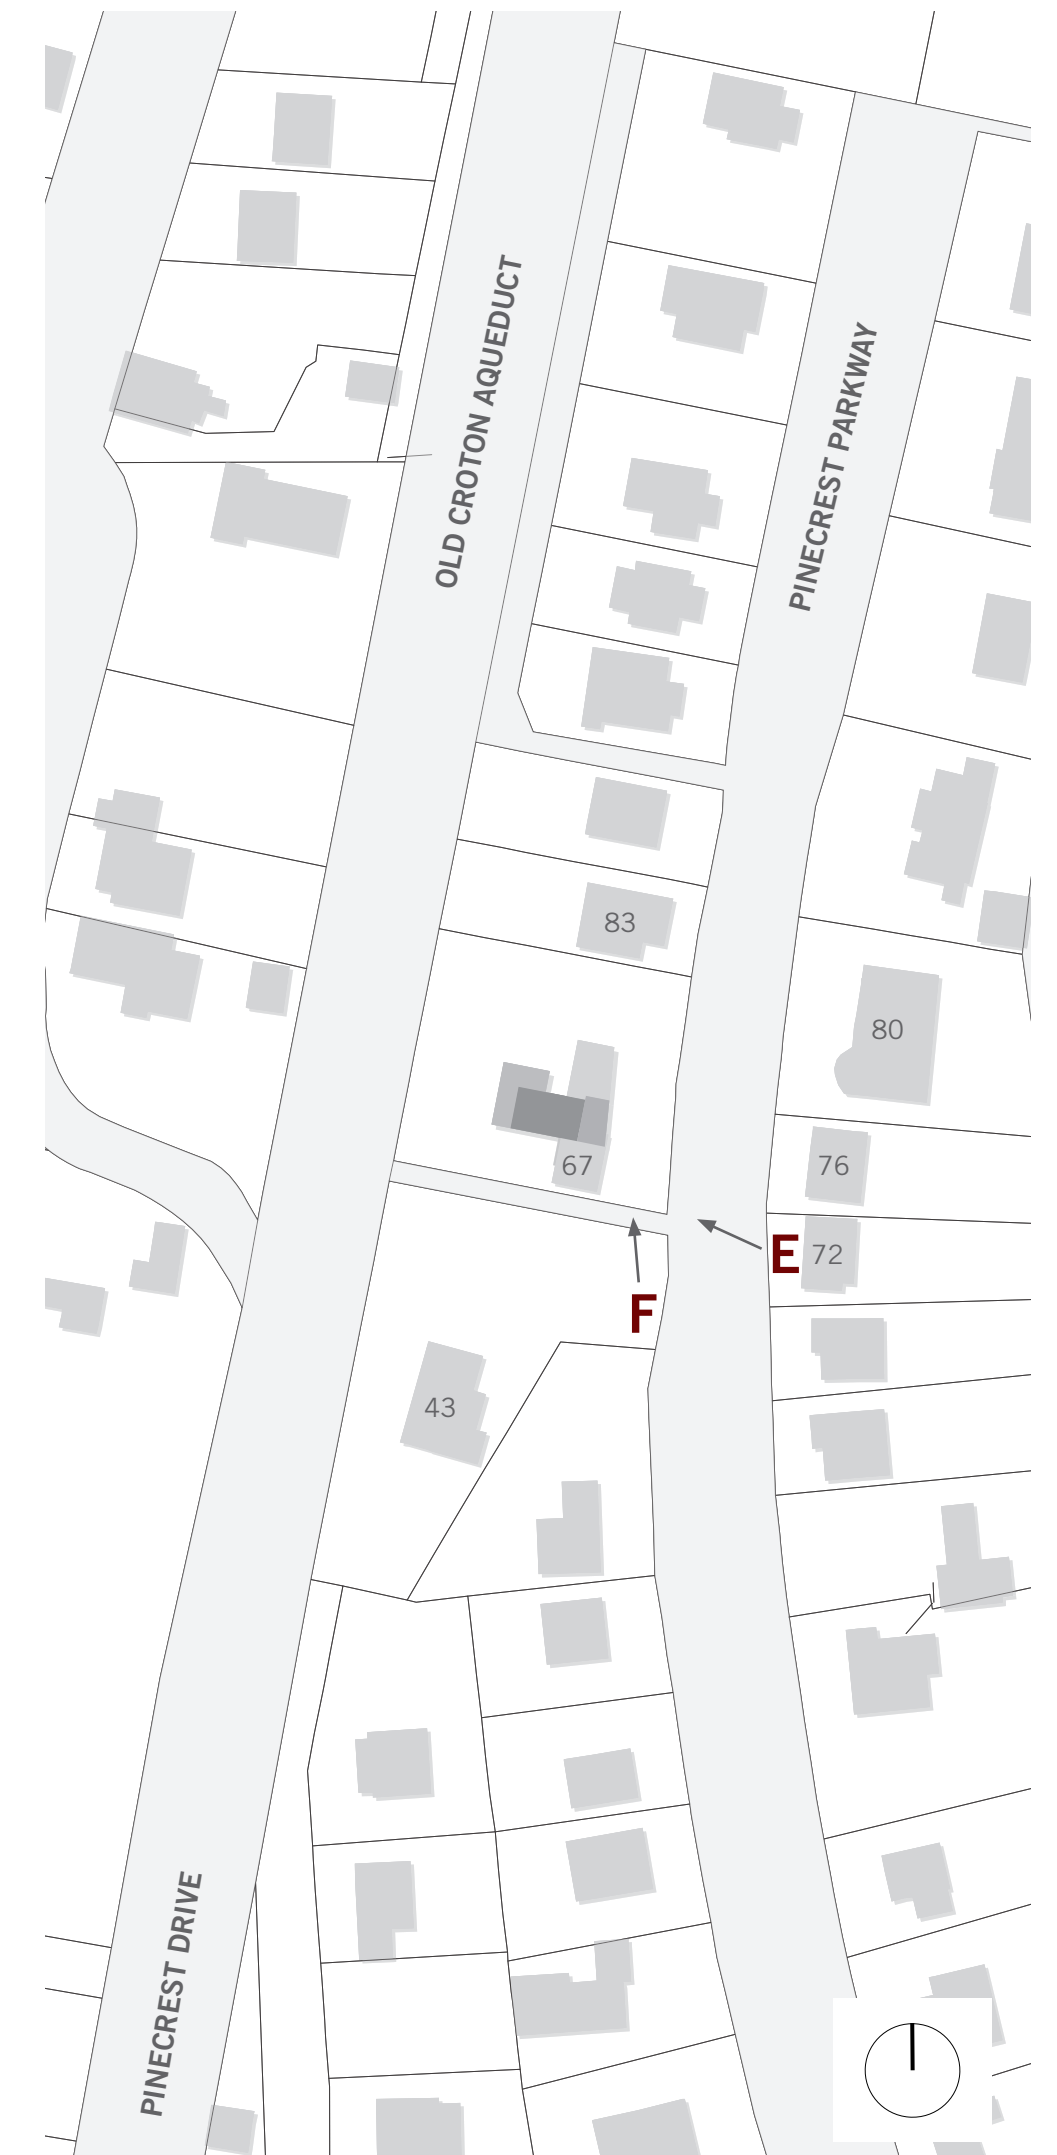 OLD CROTON AQUEDUCT
PINECREST PARKWAY
83
80
67
76
E
72
F
43
PINECREST DRIVE